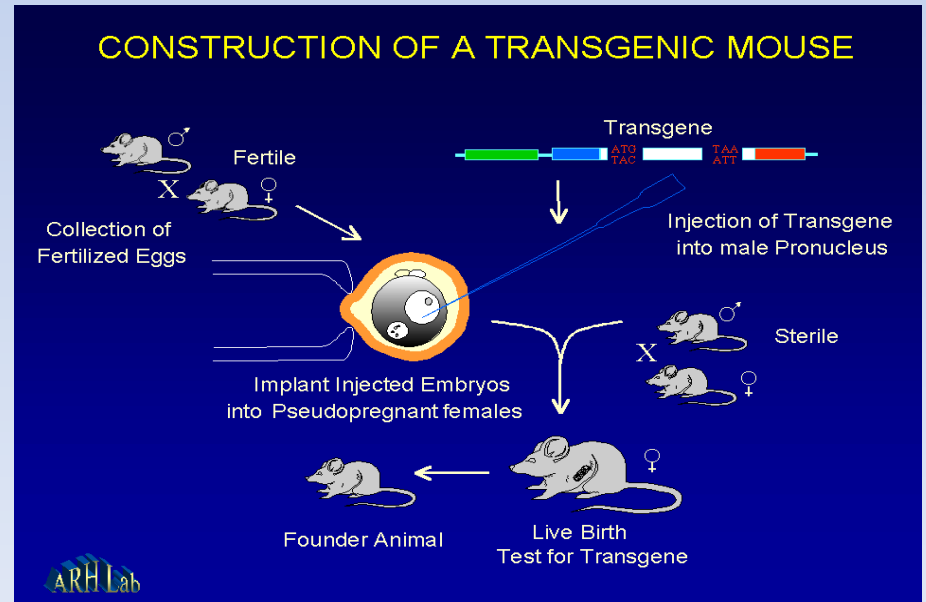 CONSTRUCTION OF A TRANSGENIC MOUSE
♂
Fertile
X
♀
Collection of
Fertilized Eggs
Transgene
ATG
TAC
TAA
ATT
Injection of Transgene
into male Pronucleus
♂
Sterile
X
♀
Implant Injected Embryos
into Pseudopregnant females
♀
Founder Animal
Live Birth
Test for Transgene
ARH Lab